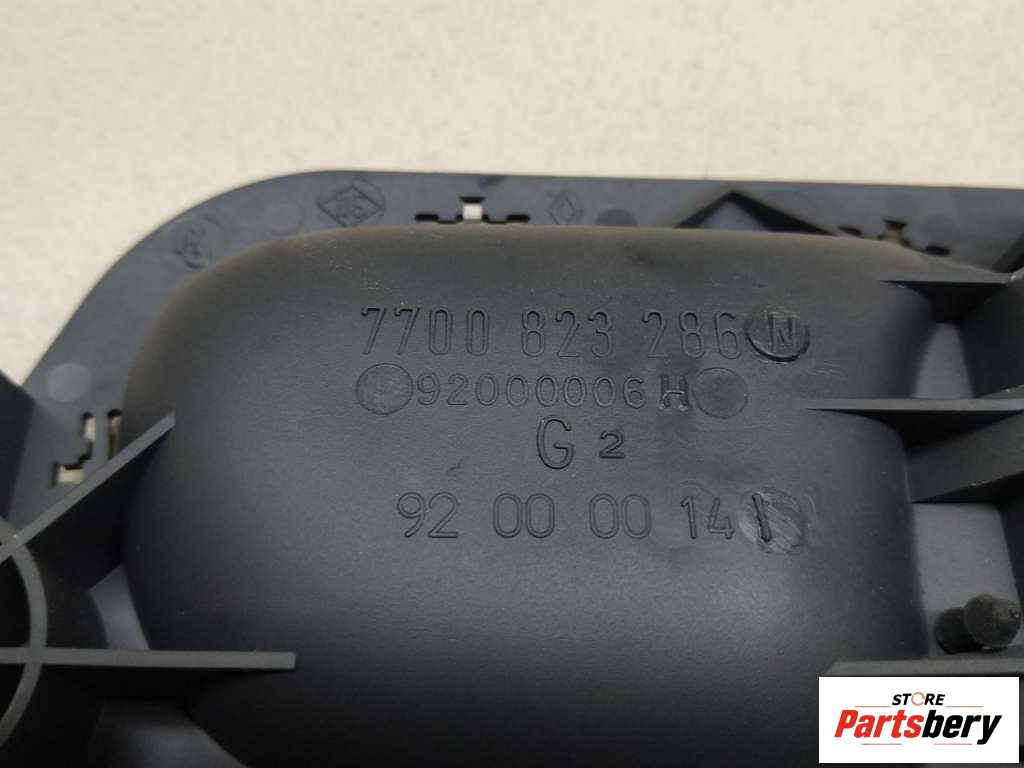 7700 823 286 N
92000006 H
G 2
92 00 00 14 I
STORE
Partsbery